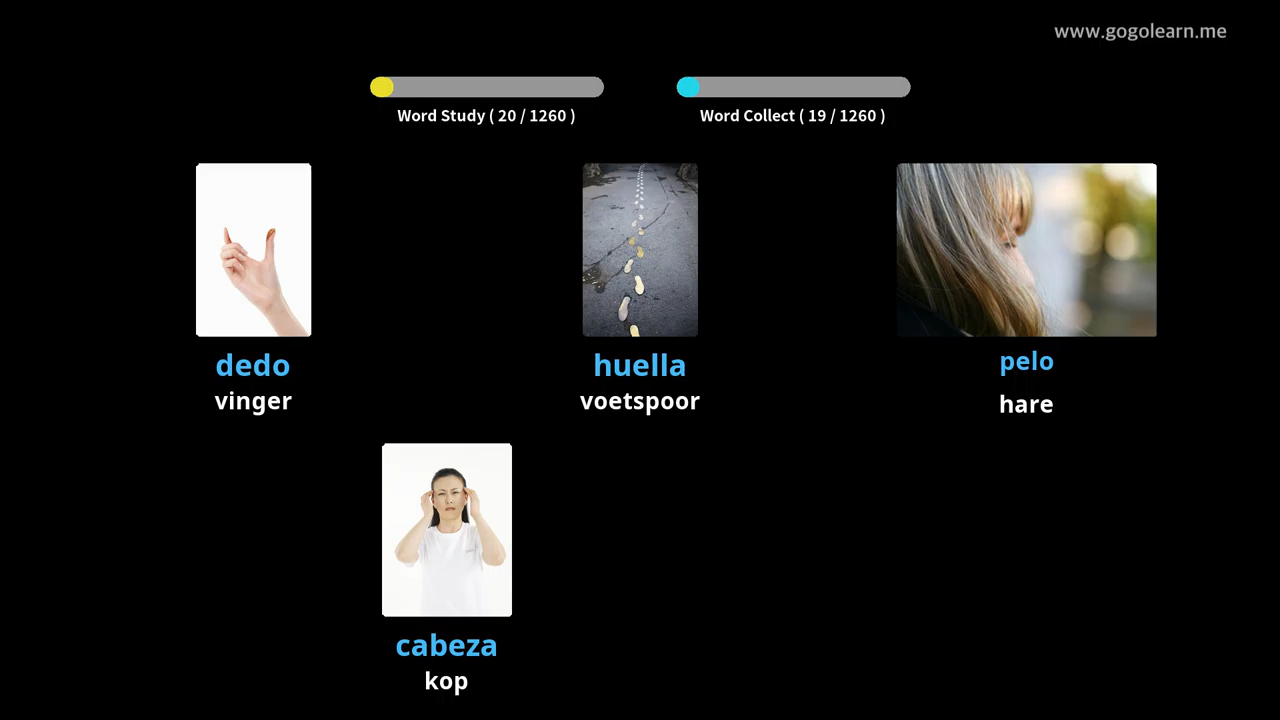 www.gogolearn.me
Word Study ( 20 / 1260 )
Word Collect ( 19 / 1260 )
dedo
vinger
huella
voetspoor
pelo
hare
cabeza
kop